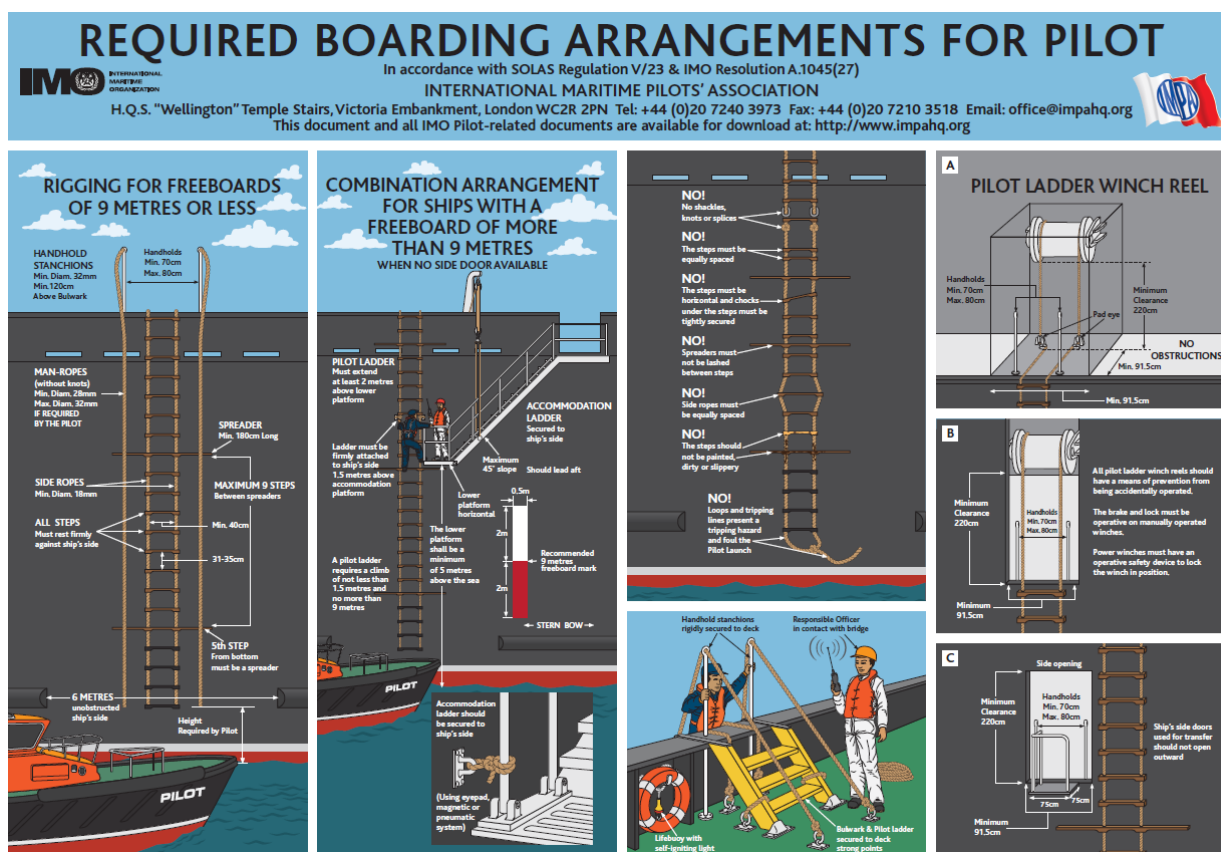 REQUIRED BOARDING ARRANGEMENTS FOR PILOT
In accordance with SOLAS Regulation V/23 & IMO Resolution A.1045(27)
INTERNATIONAL MARITIME PILOTS' ASSOCIATION
H.Q.S. "Wellington" Temple Stairs, Victoria Embankment, London WC2R 2PN Tel: +44 (0)20 7240 3973 Fax: +44 (0)20 7210 3518 Email: office@impahq.org
This document and all IMO Pilot-related documents are available for download at: http://www.impahq.org
IMO
INTERNATIONAL
MARITIME
ORGANIZATION
IMPA
RIGGING FOR FREEBOARDS
OF 9 METRES OR LESS
HANDHOLD
STANCHIONS
Min. Diam. 32mm
Min.120cm
Above Bulwark
Handholds
Min. 70cm
Max. 80cm
MAN-ROPES
(without knots)
Min. Diam. 28mm
Max. Diam. 32mm
IF REQUIRED
BY THE PILOT
SPREADER
Min. 180cm Long
SIDE ROPES
Min. Diam. 18mm
MAXIMUM 9 STEPS
Between spreaders
ALL STEPS
Must rest firmly
against ship's side
Min. 40cm
31-35cm
5th STEP
From bottom
must be a spreader
6 METRES
unobstructed
ship's side
Height
Required by Pilot
PILOT
COMBINATION ARRANGEMENT
FOR SHIPS WITH A
FREEBOARD OF MORE
THAN 9 METRES
WHEN NO SIDE DOOR AVAILABLE
PILOT LADDER
Must extend
at least 2 metres
above lower
platform
ACCOMMODATION
LADDER
Secured to
ship's side
Ladder must be
firmly attached
to ship's side
1.5 metres above
accommodation
platform
Maximum
45° slope
Should lead aft
Lower
platform
horizontal
0.5m
2m
2m
The lower
platform
shall be a
minimum
of 5 metres
above the sea
Recommended
9 metres
freeboard mark
A pilot ladder
requires a climb
of not less than
1.5 metres and
no more than
9 metres
STERN BOW
PILOT
Accommodation
ladder should
be secured to
ship's side
(Using eyepad,
magnetic or
pneumatic
system)
NO!
No shackles,
knots or splices
NO!
The steps must be
equally spaced
NO!
The steps must be
horizontal and chocks
under the steps must be
tightly secured
NO!
Spreaders must
not be lashed
between steps
NO!
Side ropes must
be equally spaced
NO!
The steps should
not be painted,
dirty or slippery
NO!
Loops and tripping
lines present a
tripping hazard
and foul the
Pilot Launch
Handhold stanchions
rigidly secured to deck
Responsible Officer
in contact with bridge
Lifebuoy with
self-igniting light
Bulwark & Pilot ladder
secured to deck
strong points
A
PILOT LADDER WINCH REEL
Handholds
Min. 70cm
Max. 80cm
Minimum
Clearance
220cm
Pad eye
NO
OBSTRUCTIONS
Min. 91.5cm
Min. 91.5cm
B
Minimum
Clearance
220cm
Handholds
Min.70cm
Max. 80cm
Minimum
91.5cm
All pilot ladder winch reels should
have a means of prevention from
being accidentally operated.
The brake and lock must be
operative on manually operated
winches.
Power winches must have an
operative safety device to lock
the winch in position.
C
Side opening
Minimum
Clearance
220cm
Handholds
Min. 70cm
Max. 80cm
Ship's side doors
used for transfer
should not open
outward
75cm
75cm
Minimum
91.5cm